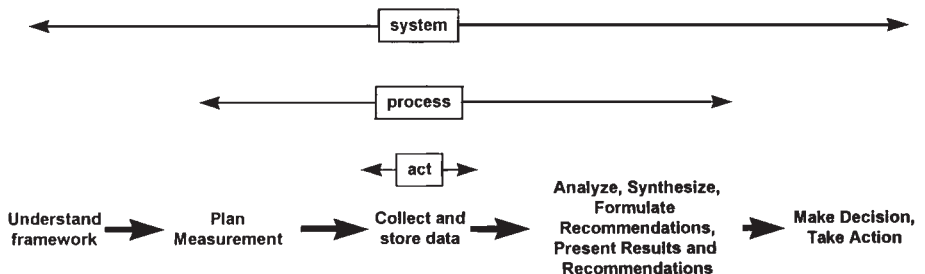 system
process
act
Understand
framework
Plan
Measurement
Collect and
store data
Analyze, Synthesize,
Formulate
Recommendations,
Present Results and
Recommendations
Make Decision,
Take Action